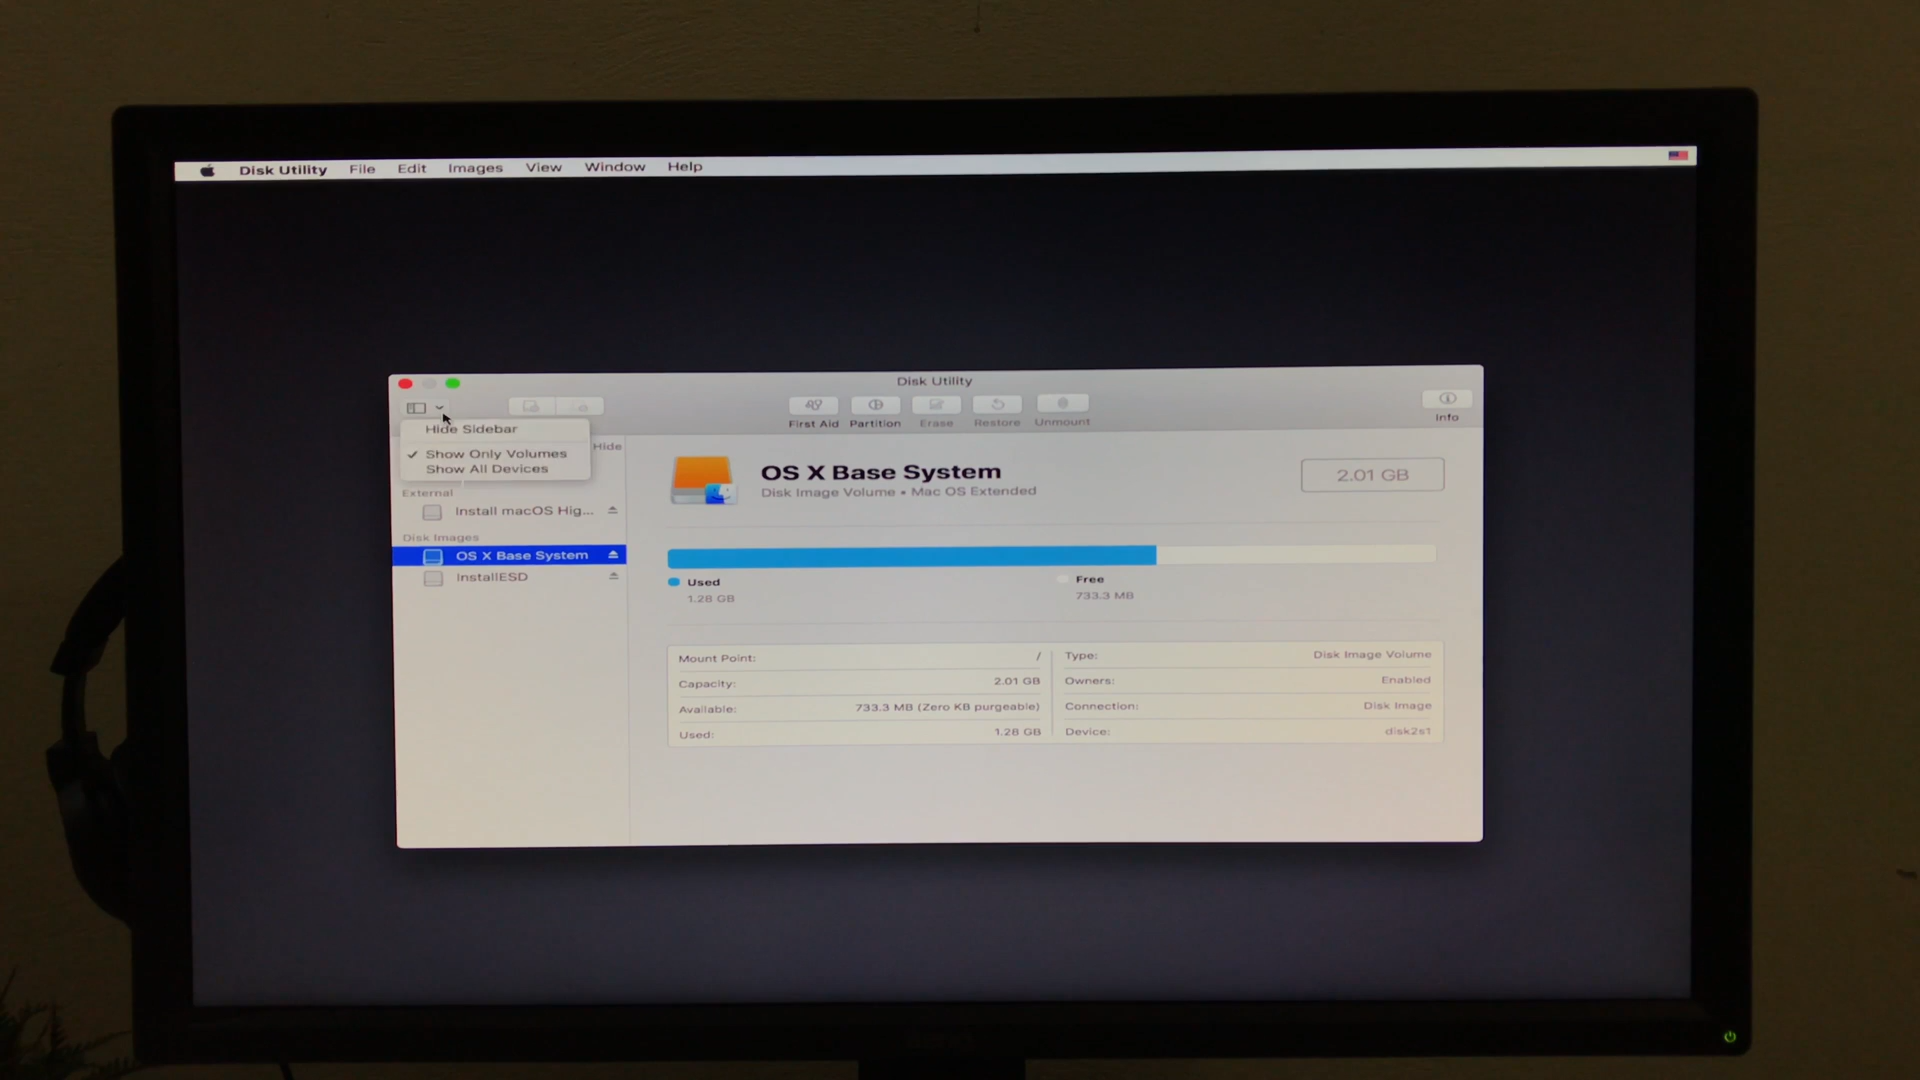 Disk Utility File Edit Images View Window Help
Disk Utility
First Aid Partition Erase Restore Unmount
Info
Hide Sidebar
Hide
✓ Show Only Volumes
Show All Devices
External
Install macOS Hig...
Disk Images
OS X Base System
InstallESD
OS X Base System
Disk Image Volume • Mac OS Extended
2.01 GB
Used
1.28 GB
Free
733.3 MB
Mount Point: /
Capacity: 2.01 GB
Available: 733.3 MB (Zero KB purgeable)
Used: 1.28 GB
Type: Disk Image Volume
Owners: Enabled
Connection: Disk Image
Device: disk2s1